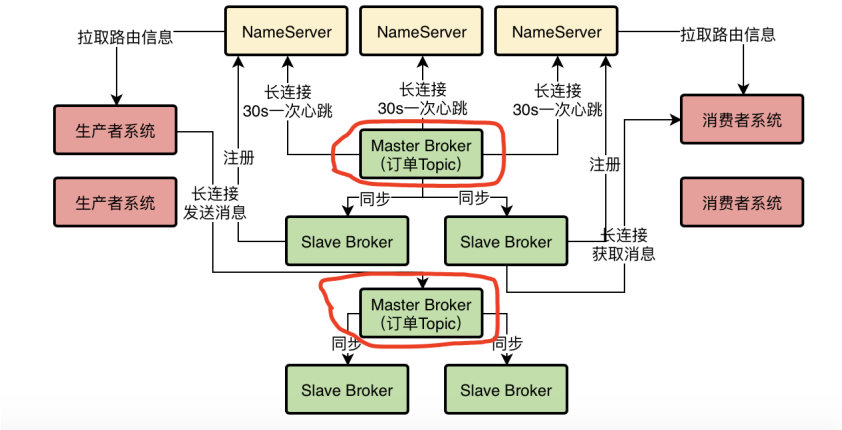 拉取路由信息
NameServer
NameServer
NameServer
拉取路由信息
长连接
30s一次心跳
长连接
30s一次心跳
长连接
30s一次心跳
生产者系统
消费者系统
Master Broker
（订单Topic）
注册
注册
生产者系统
长连接
发送消息
同步
同步
消费者系统
Slave Broker
Slave Broker
长连接
获取消息
Master Broker
（订单Topic）
同步
同步
Slave Broker
Slave Broker